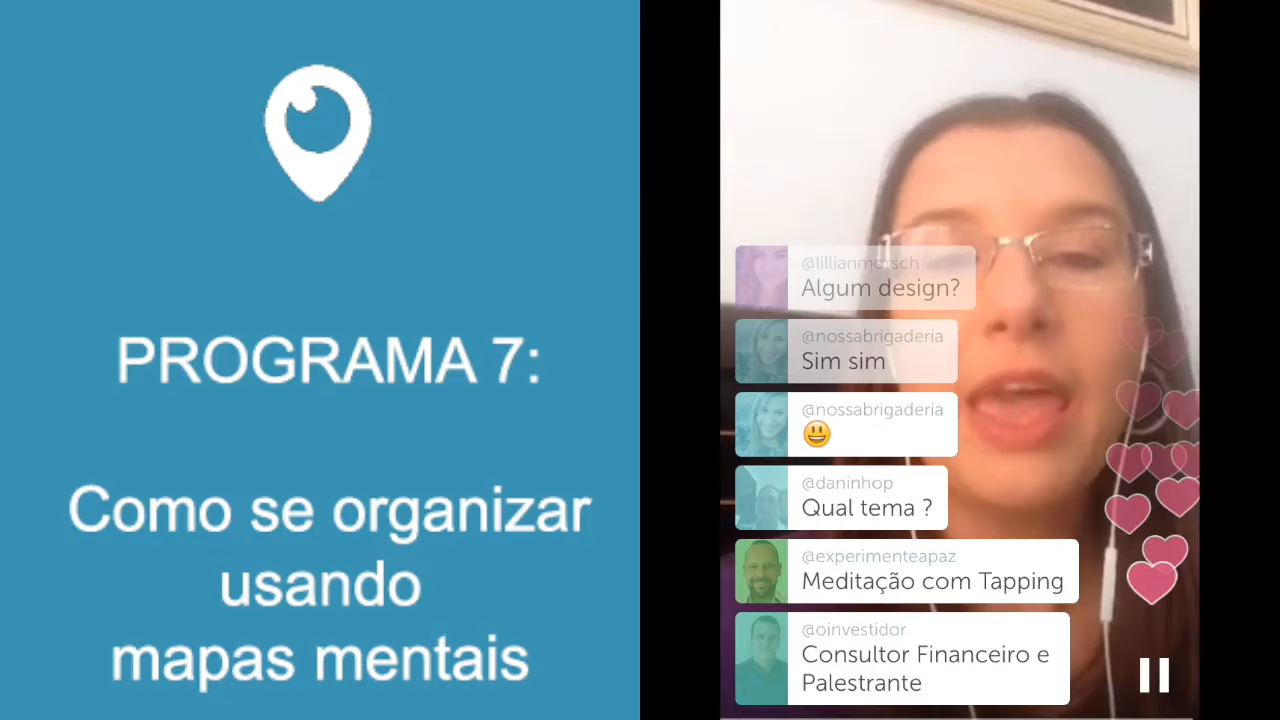 PROGRAMA 7:
Como se organizar
usando
mapas mentais
@lillianmorsch
Algum design?
@nossabrigaderia
Sim sim
@nossabrigaderia
😃
@daninhop
Qual tema ?
@experimenteapaz
Meditação com Tapping
@oinvestidor
Consultor Financeiro e
Palestrante